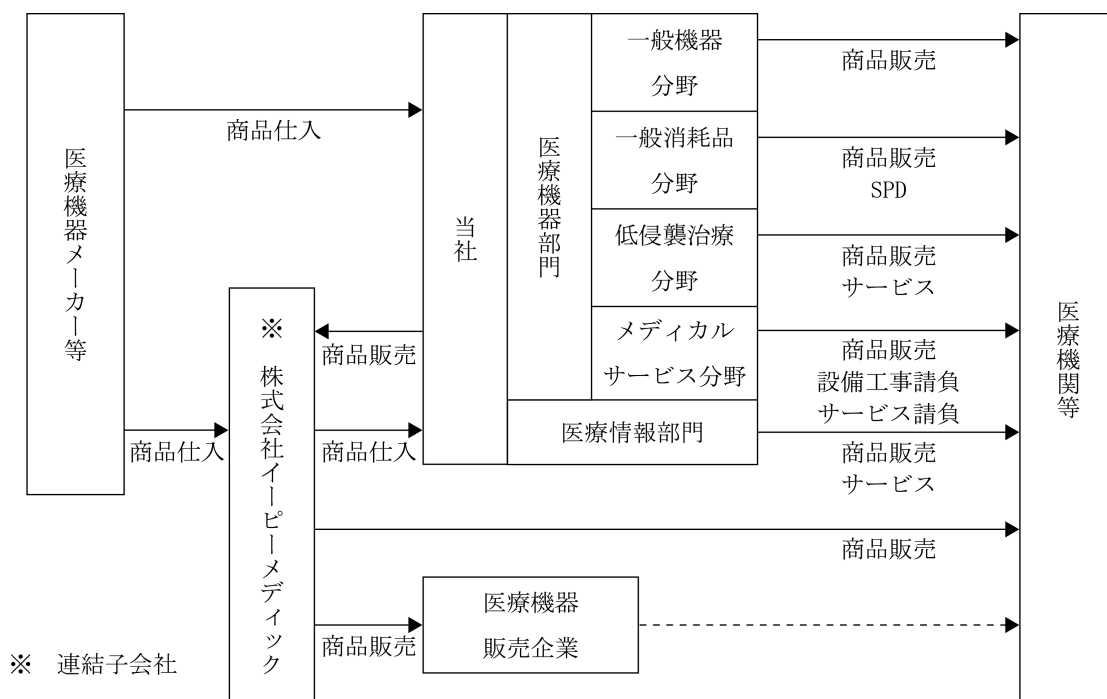 医療機器メーカー等
商品仕入
商品仕入
※ 株式会社イーピーメディック
商品販売
商品仕入
商品販売
当社
医療機器部門
一般機器
分野
一般消耗品
分野
低侵襲治療
分野
メディカル
サービス分野
医療情報部門
医療機器
販売企業
商品販売
商品販売
SPD
商品販売
サービス
商品販売
設備工事請負
サービス請負
商品販売
サービス
商品販売
医療機関等
※ 連結子会社